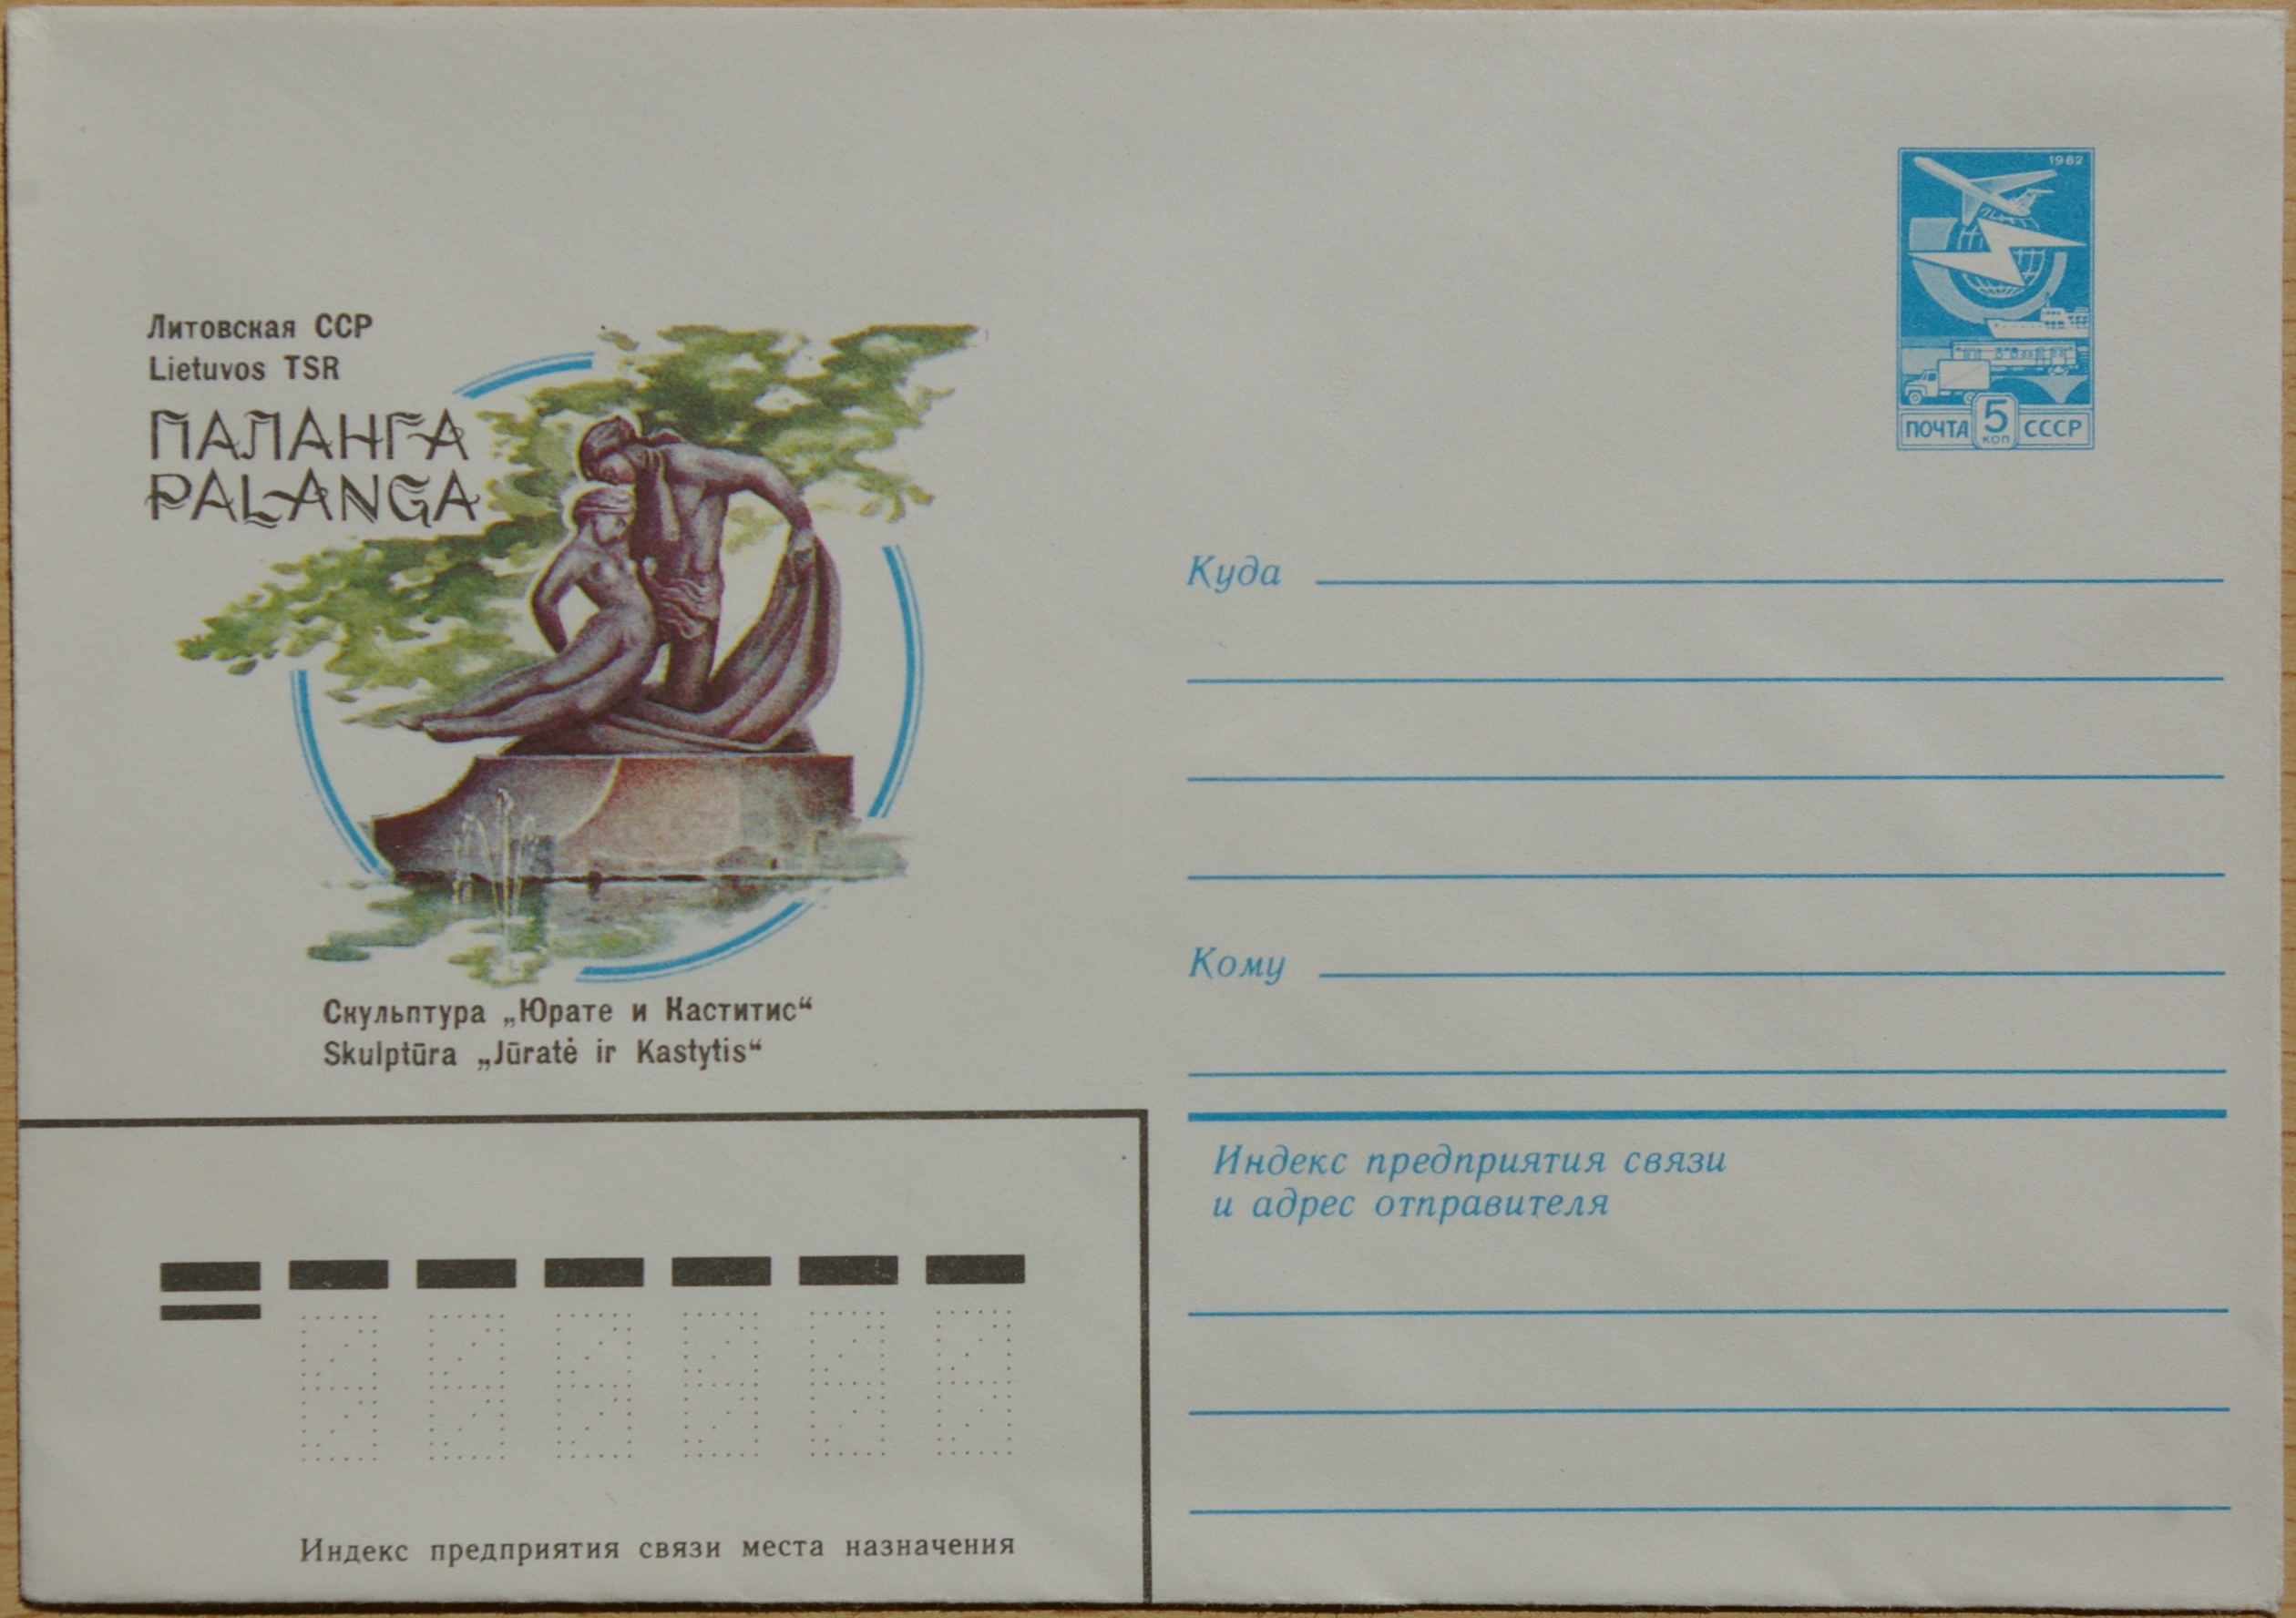 Литовская ССР
Lietuvos TSR
ПАЛАНГА
PALANGA
1982
ПОЧТА 5 КОП СССР
Куда
Кому
Скульптура „Юрате и Каститис“
Skulptūra „Jūratė ir Kastytis“
Индекс предприятия связи
и адрес отправителя
Индекс предприятия связи места назначения